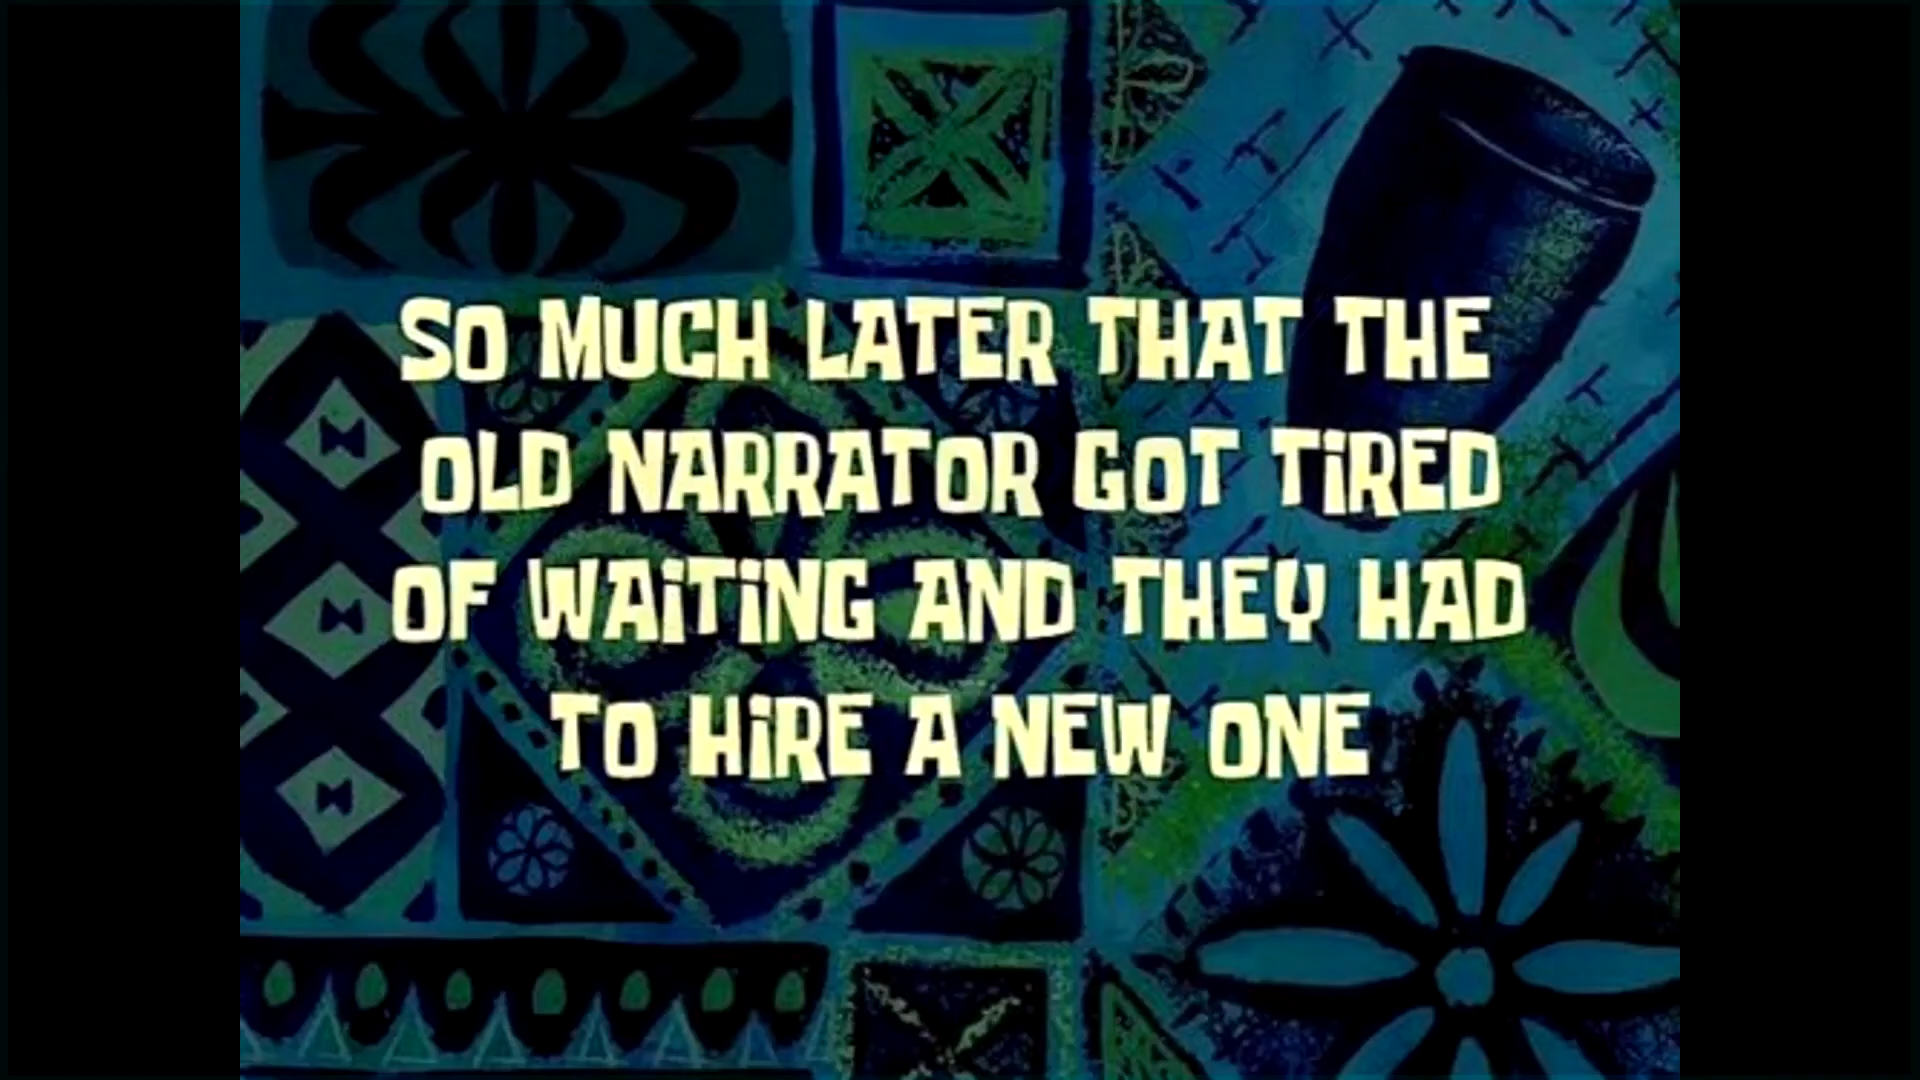 SO MUCH LATER THAT THE
OLD NARRATOR GOT TiRED
OF WAiTiNG AND THEY HAD
TO HiRE A NEW ONE